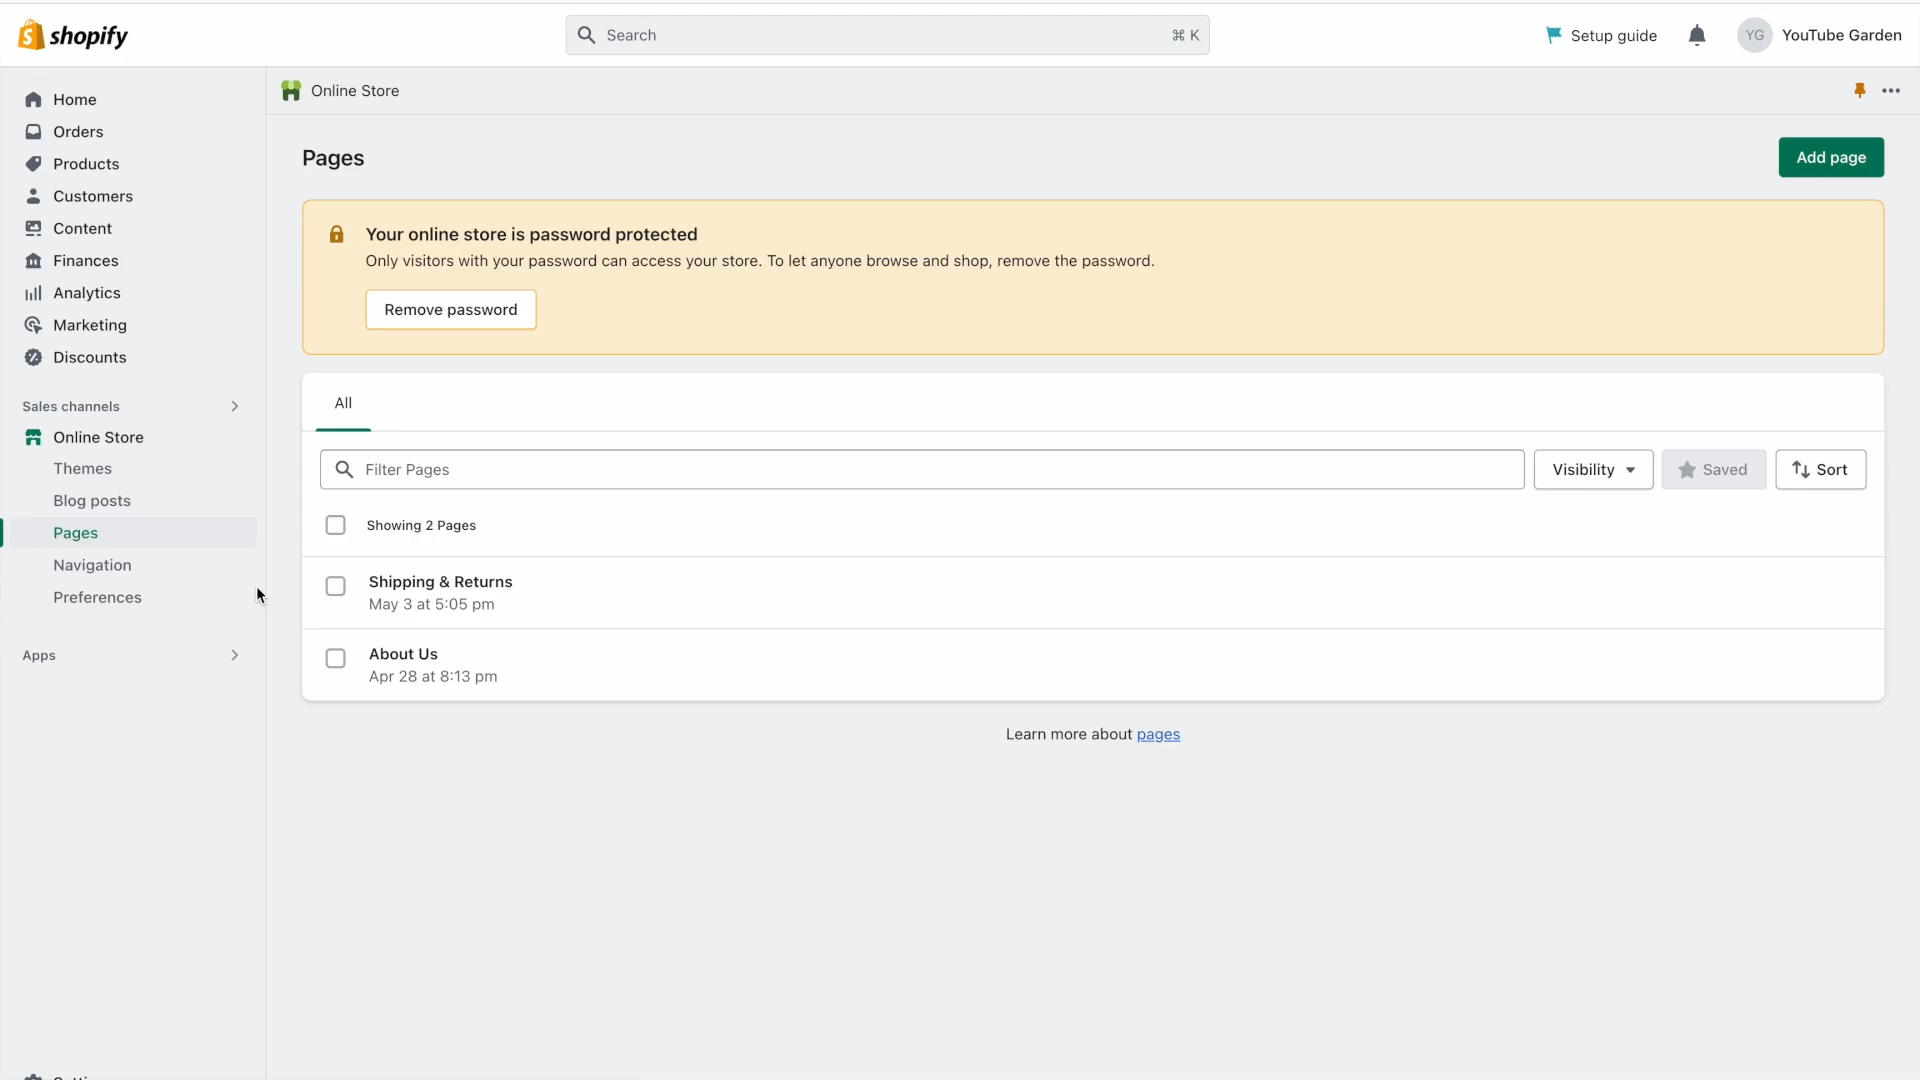 shopify
Search
⌘ K
Setup guide
YG
YouTube Garden
Home
Orders
Products
Customers
Content
Finances
Analytics
Marketing
Discounts
Sales channels
Online Store
Themes
Blog posts
Pages
Navigation
Preferences
Apps
Online Store
Pages
Add page
Your online store is password protected
Only visitors with your password can access your store. To let anyone browse and shop, remove the password.
Remove password
All
Filter Pages
Visibility
Saved
Sort
Showing 2 Pages
Shipping & Returns
May 3 at 5:05 pm
About Us
Apr 28 at 8:13 pm
Learn more about pages